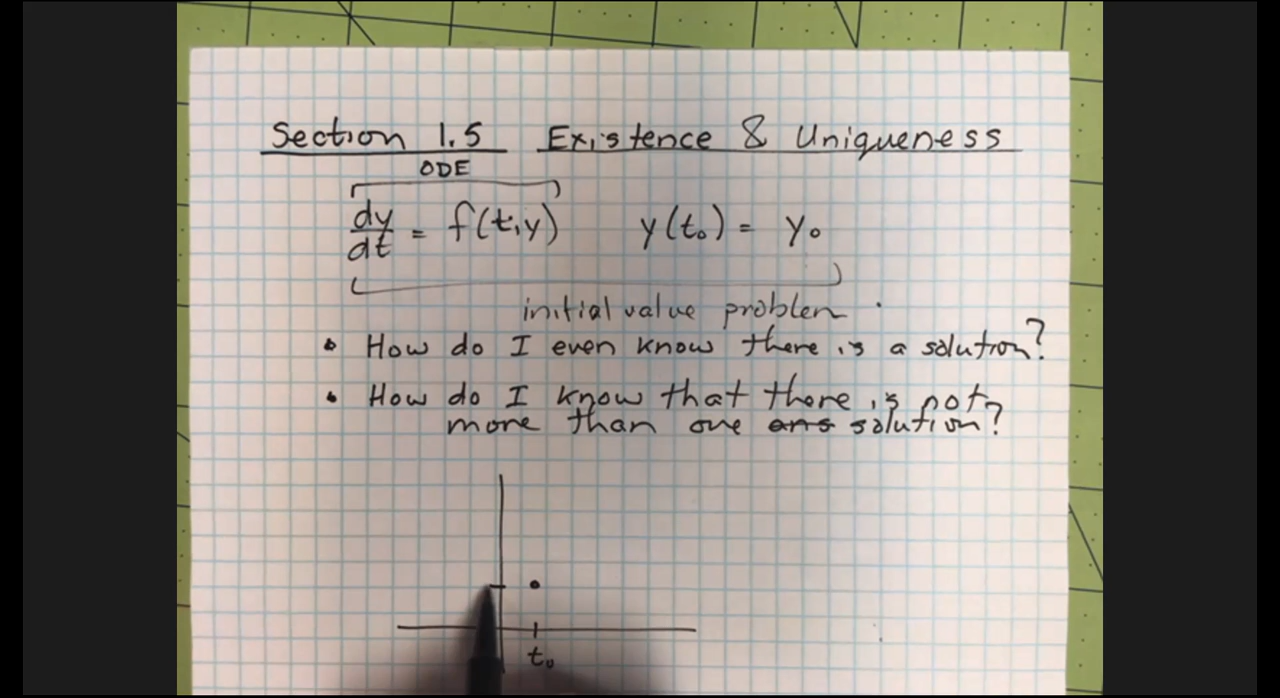 Section 1.5 Existence & Uniqueness
ODE
dy/dt = f(t,y) y(t₀) = y₀
initial value problem
• How do I even know there is a solution?
• How do I know that there is not
more than one ans solution?
t₀